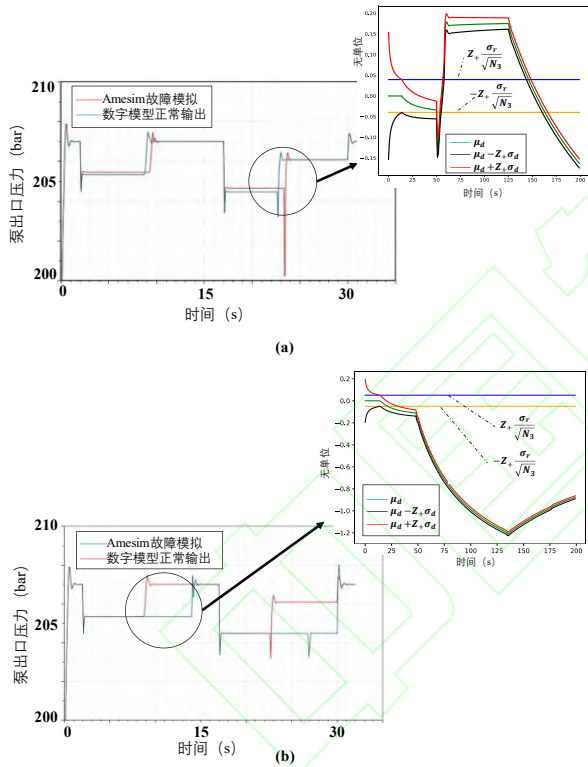 210
205
200
泵出口压力（bar）
Amesim故障模拟
数字模型正常输出
0
15
30
时间（s）
0.20
0.15
0.10
0.05
0.00
−0.05
−0.10
−0.15
无单位
Z₊ σᵣ/√N₃
−Z₊ σᵣ/√N₃
μ_d
μ_d − Z₊σ_d
μ_d + Z₊σ_d
0 25 50 75 100 125 150 175 200
时间（s）
(a)
0.2
0.0
−0.2
−0.4
−0.6
−0.8
−1.0
−1.2
无单位
Z₊ σᵣ/√N₃
−Z₊ σᵣ/√N₃
μ_d
μ_d − Z₊σ_d
μ_d + Z₊σ_d
0 25 50 75 100 125 150 175 200
时间（s）
210
205
200
泵出口压力（bar）
Amesim故障模拟
数字模型正常输出
0
15
30
时间（s）
(b)